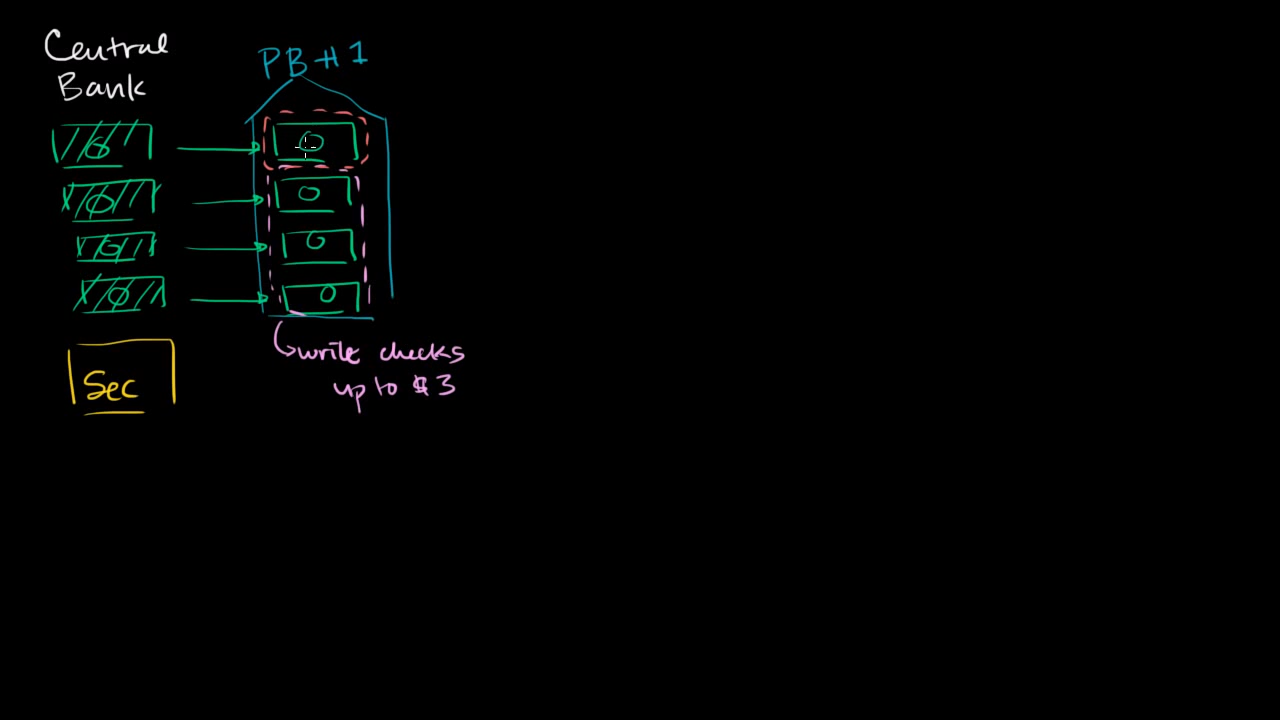 Central
Bank
PB#1
Sec
write checks
up to $3